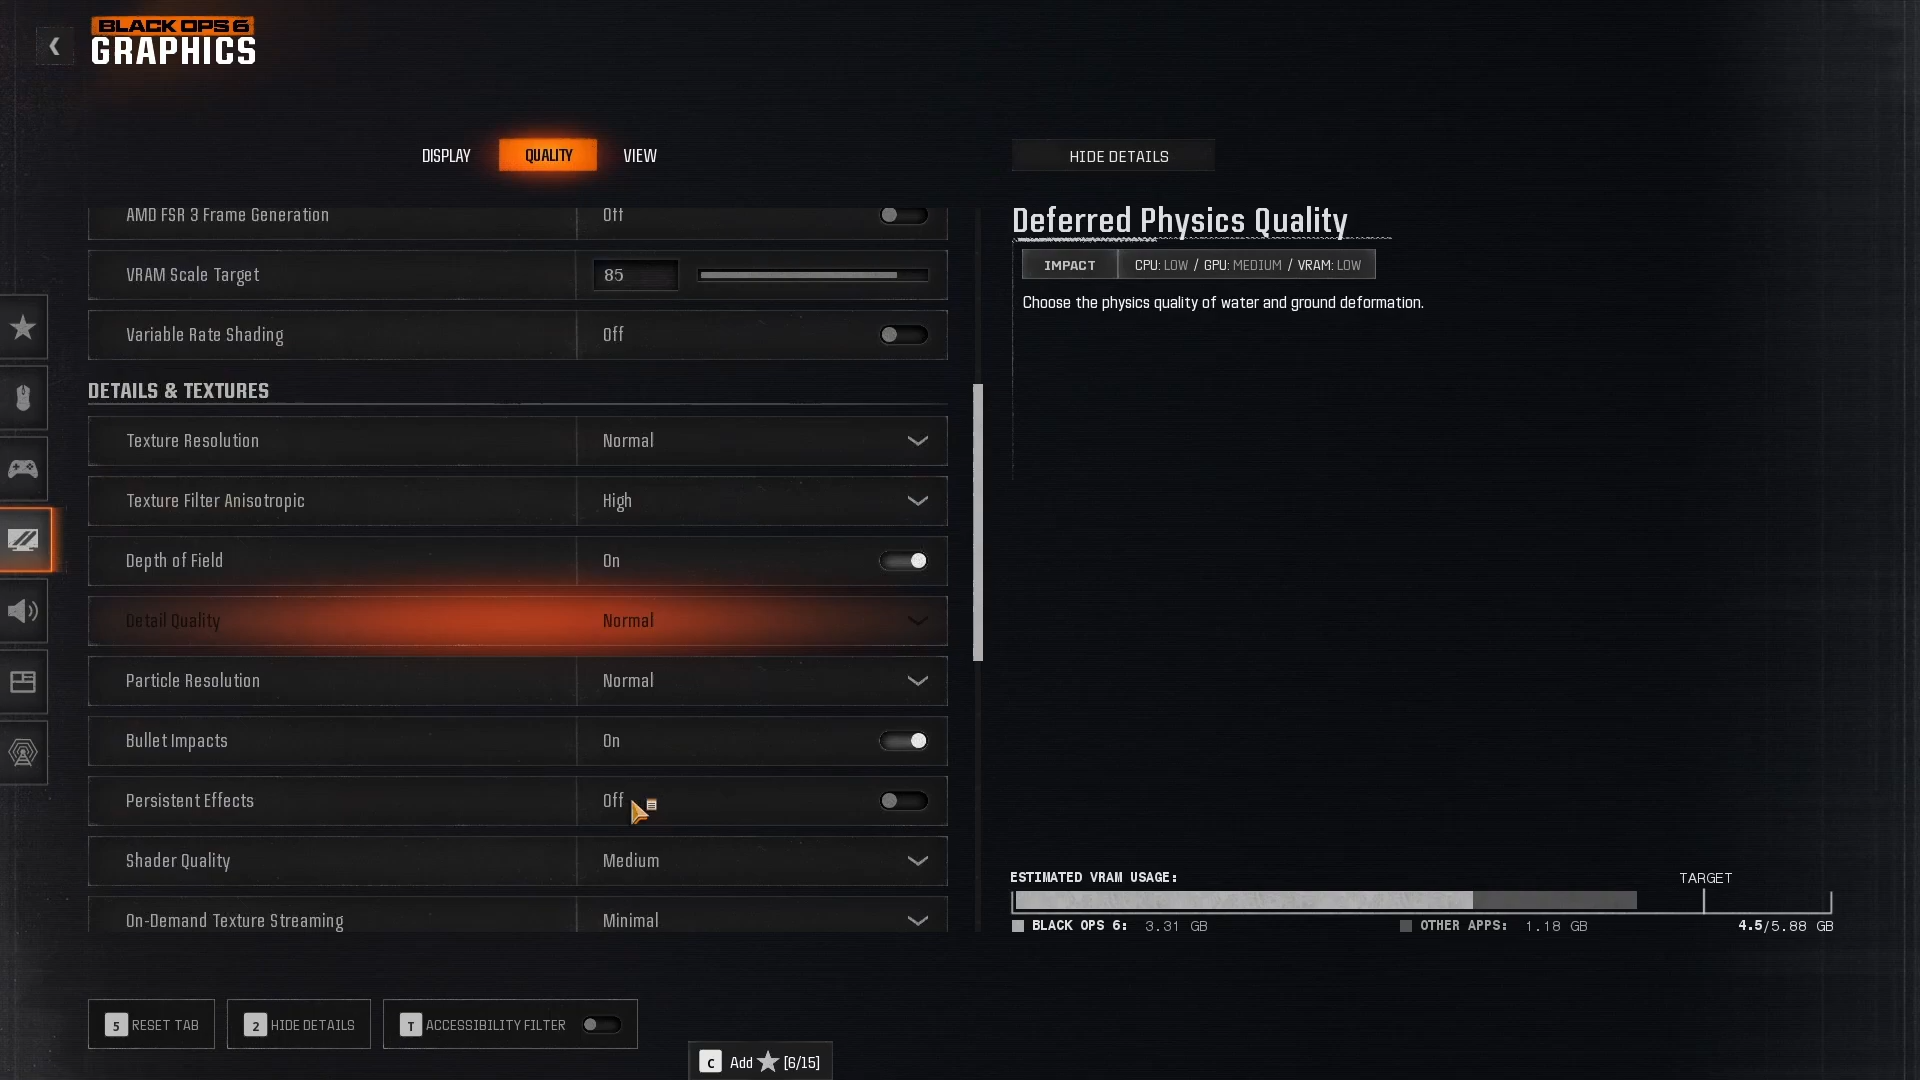 BLACK OPS 6
GRAPHICS
DISPLAY QUALITY VIEW
HIDE DETAILS
AMD FSR 3 Frame Generation Off
VRAM Scale Target 85
Variable Rate Shading Off
DETAILS & TEXTURES
Texture Resolution Normal
Texture Filter Anisotropic High
Depth of Field On
Detail Quality Normal
Particle Resolution Normal
Bullet Impacts On
Persistent Effects Off
Shader Quality Medium
On-Demand Texture Streaming Minimal
Deferred Physics Quality
IMPACT CPU: LOW / GPU: MEDIUM / VRAM: LOW
Choose the physics quality of water and ground deformation.
ESTIMATED VRAM USAGE: TARGET
BLACK OPS 6: 3.31 GB OTHER APPS: 1.18 GB 4.5/5.88 GB
5 RESET TAB 2 HIDE DETAILS T ACCESSIBILITY FILTER
C Add [6/15]